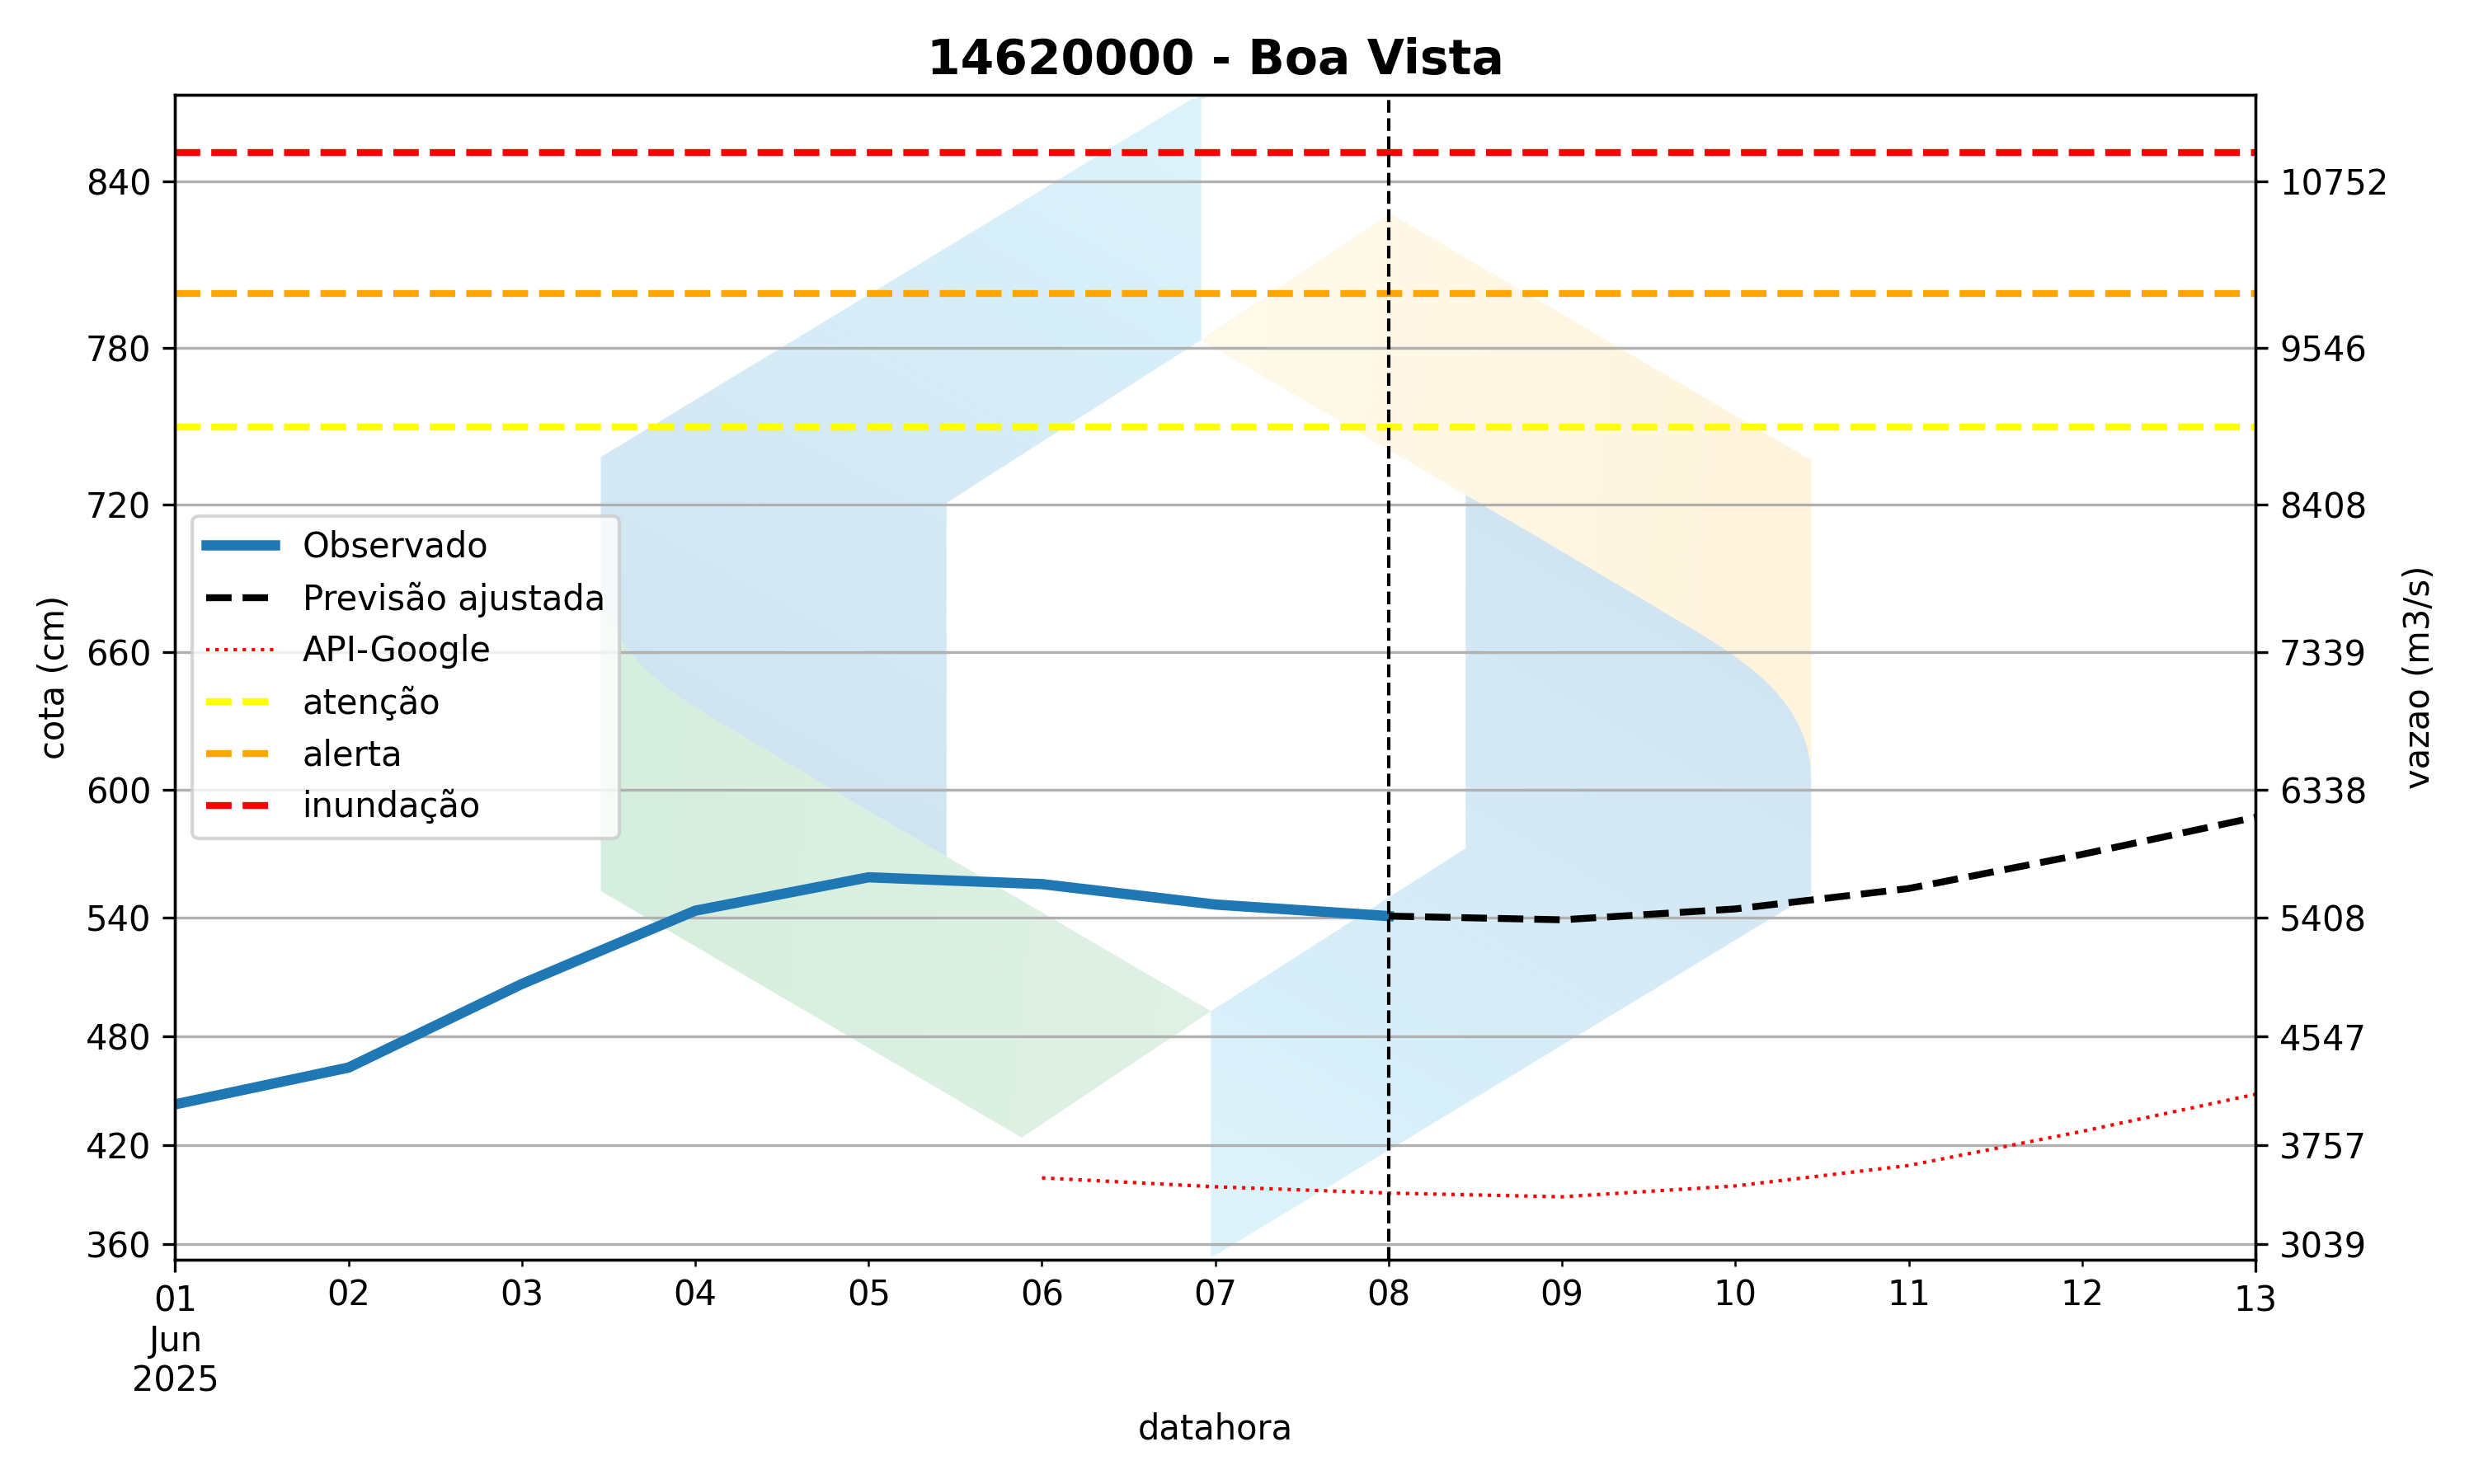 14620000 - Boa Vista
840
780
720
660
600
540
480
420
360
cota (cm)
10752
9546
8408
7339
6338
5408
4547
3757
3039
vazao (m3/s)
Observado
Previsão ajustada
API-Google
atenção
alerta
inundação
01 02 03 04 05 06 07 08 09 10 11 12 13
Jun
2025
datahora